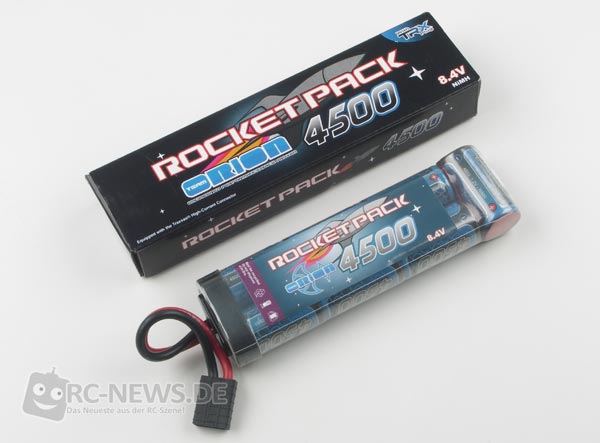 TRX
8.4V
NiMH
ROCKETPACK
TEAM ORION 4500
ROCKETPACK 4500
Equipped with the Traxxas® High-Current Connector
ROCKETPACK
ORION 4500
8.4V
RC-NEWS.DE
Das Neueste aus der RC-Szene!